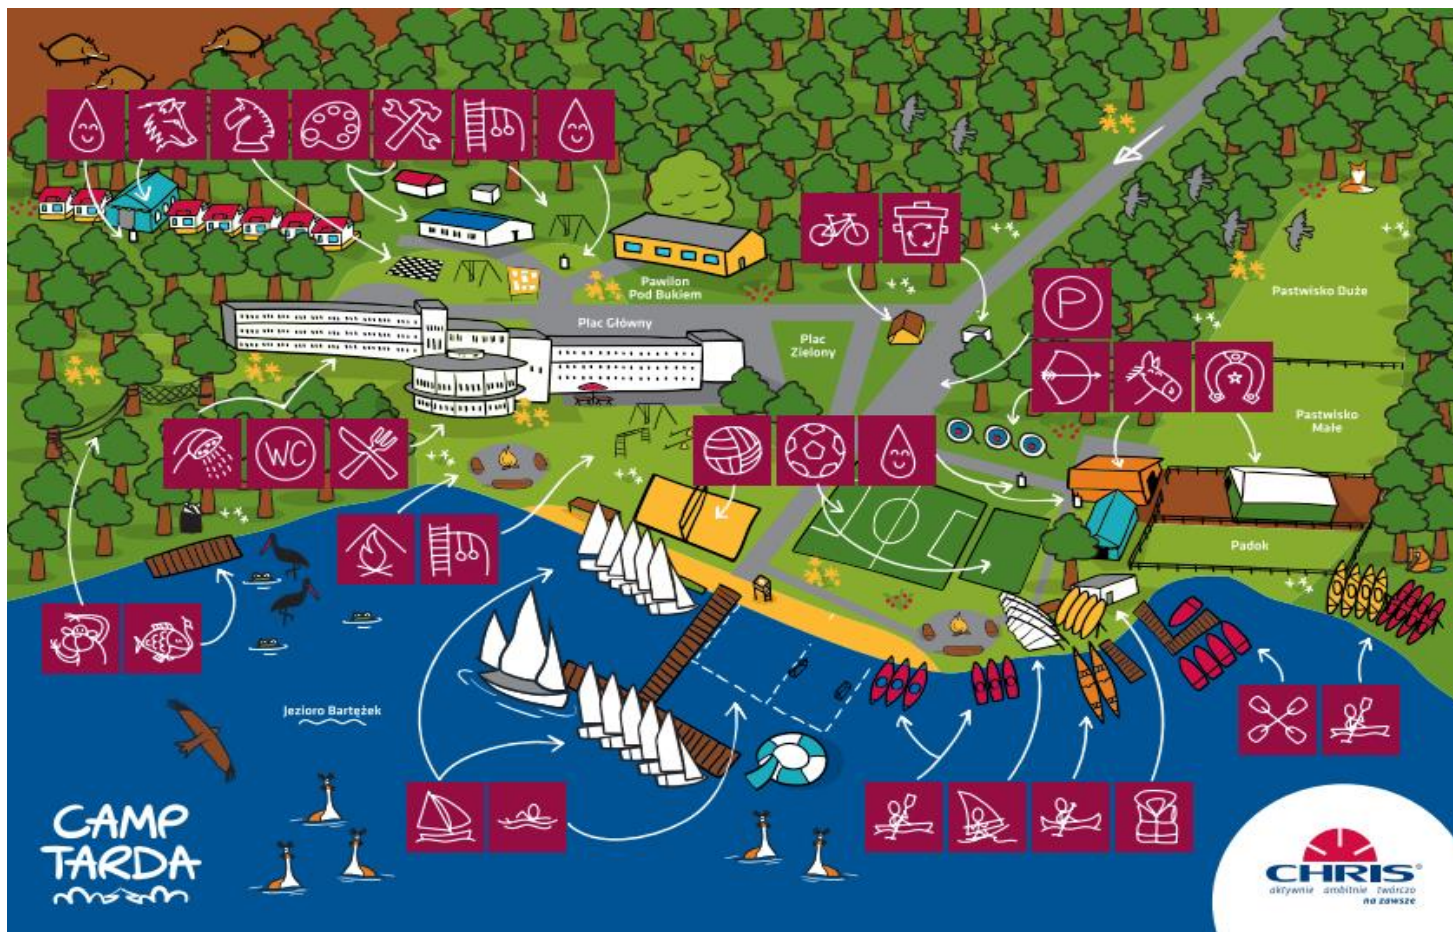 Pawilon
Pod Bukiem
Plac Główny
Plac
Zielony
P
Pastwisko Duże
Pastwisko
Małe
WC
Padok
Jezioro Bartężek
CAMP
TARDA
CHRIS®
aktywnie ambitnie twórczo
na zawsze